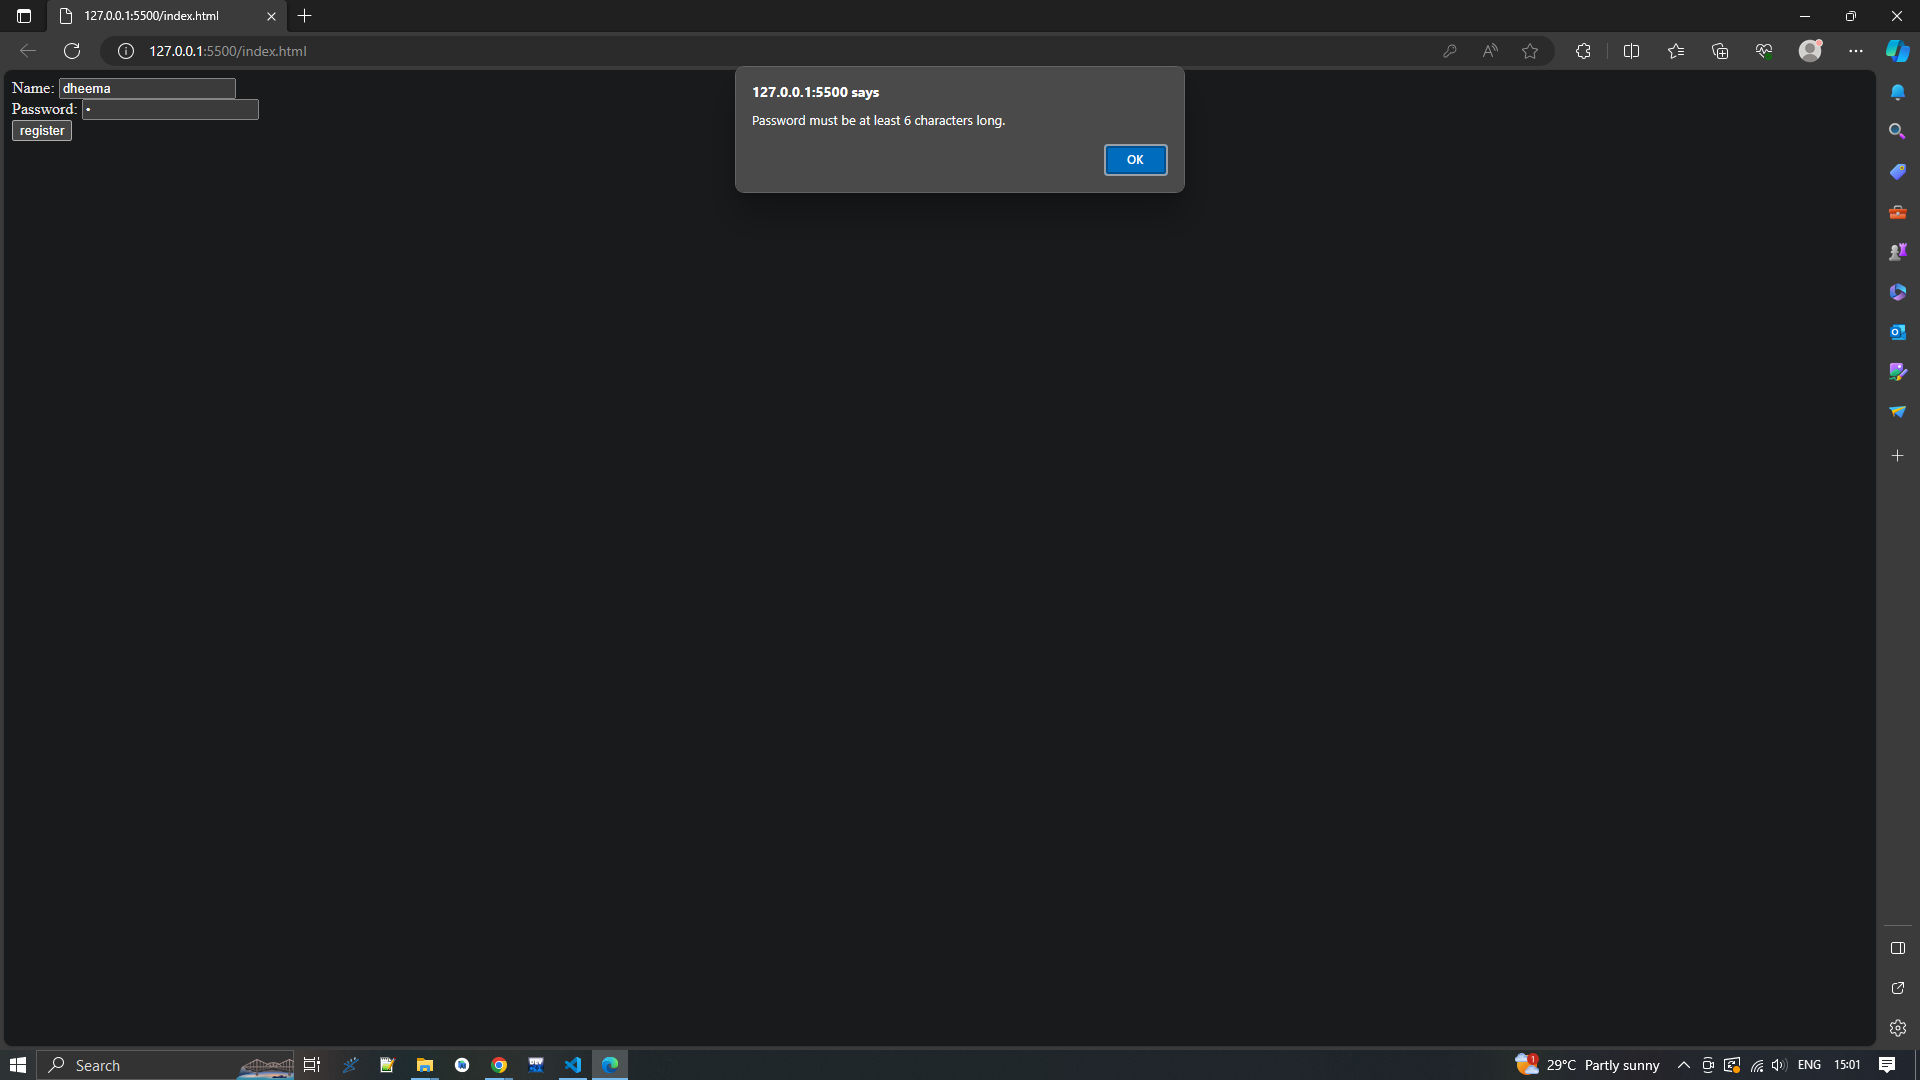 127.0.0.1:5500/index.html
127.0.0.1:5500/index.html
Name: dheema
Password: •
register
127.0.0.1:5500 says
Password must be at least 6 characters long.
OK
Search
1
29°C Partly sunny
ENG
15:01